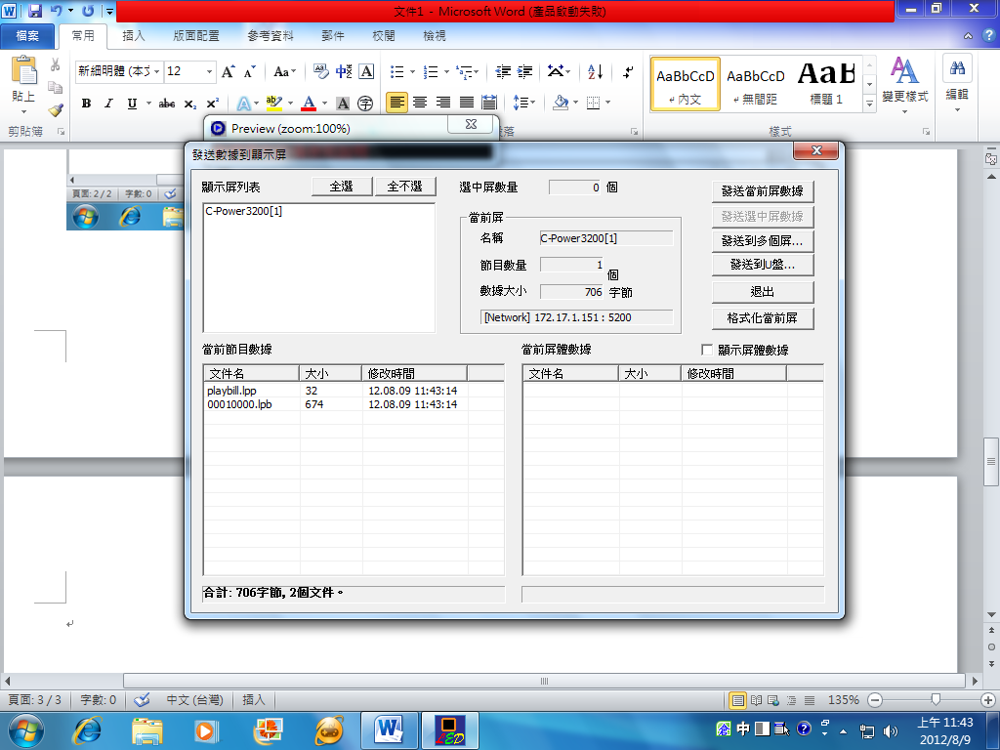 文件1 - Microsoft Word (產品啟動失敗)
檔案 常用 插入 版面配置 參考資料 郵件 校閱 檢視
新細明體 (本文 12
貼上
剪貼簿
AaBbCcD 內文
AaBbCcD 無間距
AaB 標題 1
變更樣式
編輯
段落
樣式
Preview (zoom:100%)
發送數據到顯示屏
頁面: 2 / 2 字數: 0
顯示屏列表 全選 全不選
C-Power3200[1]
選中屏數量 0 個
當前屏
名稱 C-Power3200[1]
節目數量 1 個
數據大小 706 字節
[Network] 172.17.1.151 : 5200
發送當前屏數據
發送選中屏數據
發送到多個屏...
發送到U盤...
退出
格式化當前屏
當前節目數據
文件名 大小 修改時間
playbill.lpp 32 12.08.09 11:43:14
00010000.lpb 674 12.08.09 11:43:14
合計: 706字節, 2個文件。
當前屏體數據 顯示屏體數據
文件名 大小 修改時間
頁面: 3 / 3 字數: 0 中文 (台灣) 插入 135%
中
上午 11:43
2012/8/9